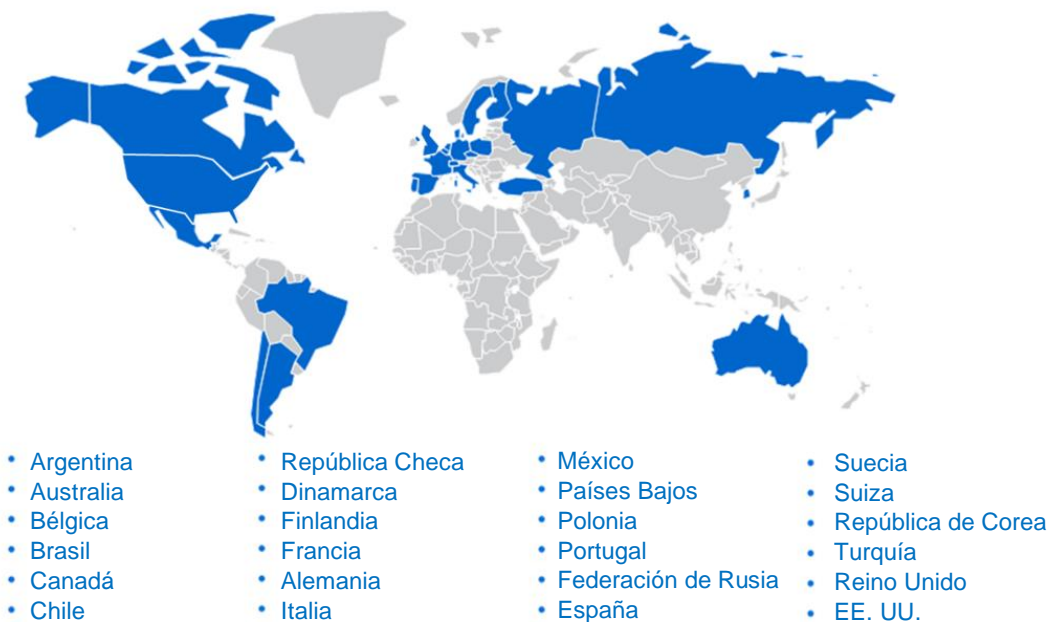 • Argentina
• Australia
• Bélgica
• Brasil
• Canadá
• Chile
• República Checa
• Dinamarca
• Finlandia
• Francia
• Alemania
• Italia
• México
• Países Bajos
• Polonia
• Portugal
• Federación de Rusia
• España
• Suecia
• Suiza
• República de Corea
• Turquía
• Reino Unido
• EE. UU.